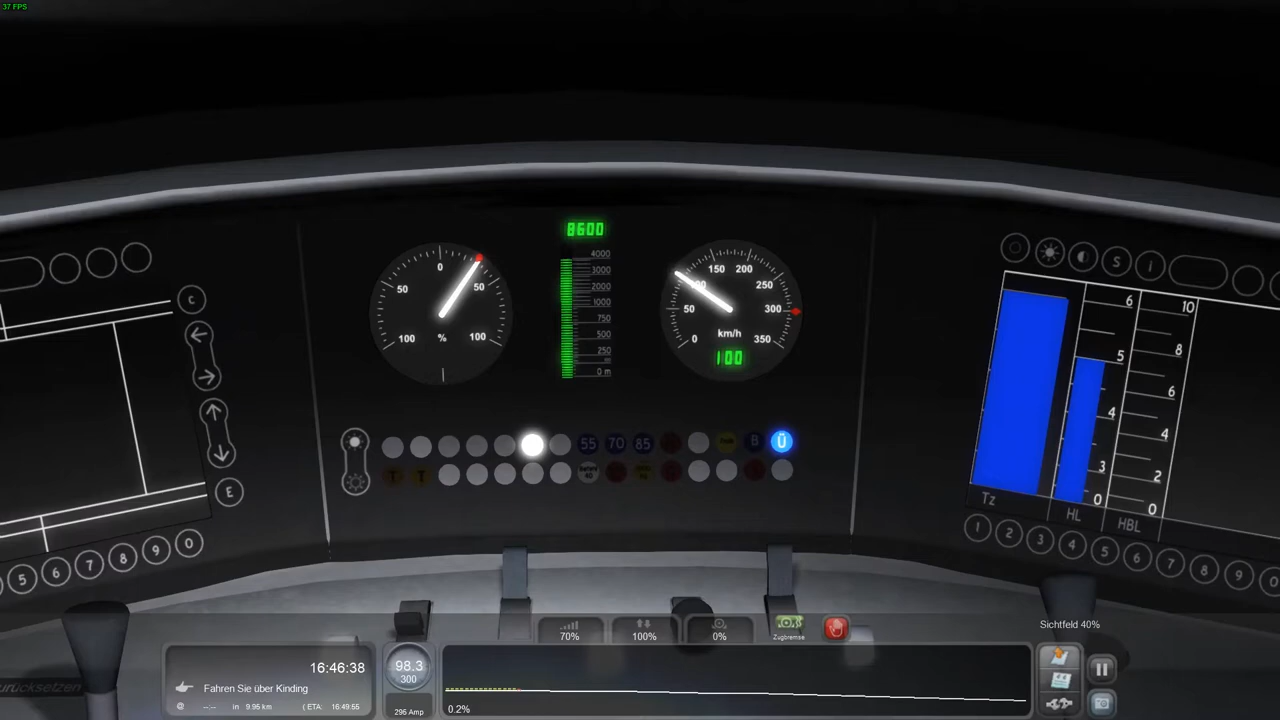 37 FPS
8600
4000
3000
2000
1000
750
500
250
0 m
0
50
50
100
%
100
150
200
250
50
300
0
km/h
350
100
55
70
85
B
Ü
T
T
C
E
5
6
7
8
9
0
S
i
6
10
5
8
4
6
3
4
0
2
0
Tz
HL
HBL
1
2
3
4
5
6
7
8
9
0
70%
100%
0%
Zugbremse
Sichtfeld 40%
urücksetzen
16:46:38
Fahren Sie über Kinding
@ --:-- in 9.95 km ( ETA: 16:49:55
98.3
300
296 Amp
0.2%